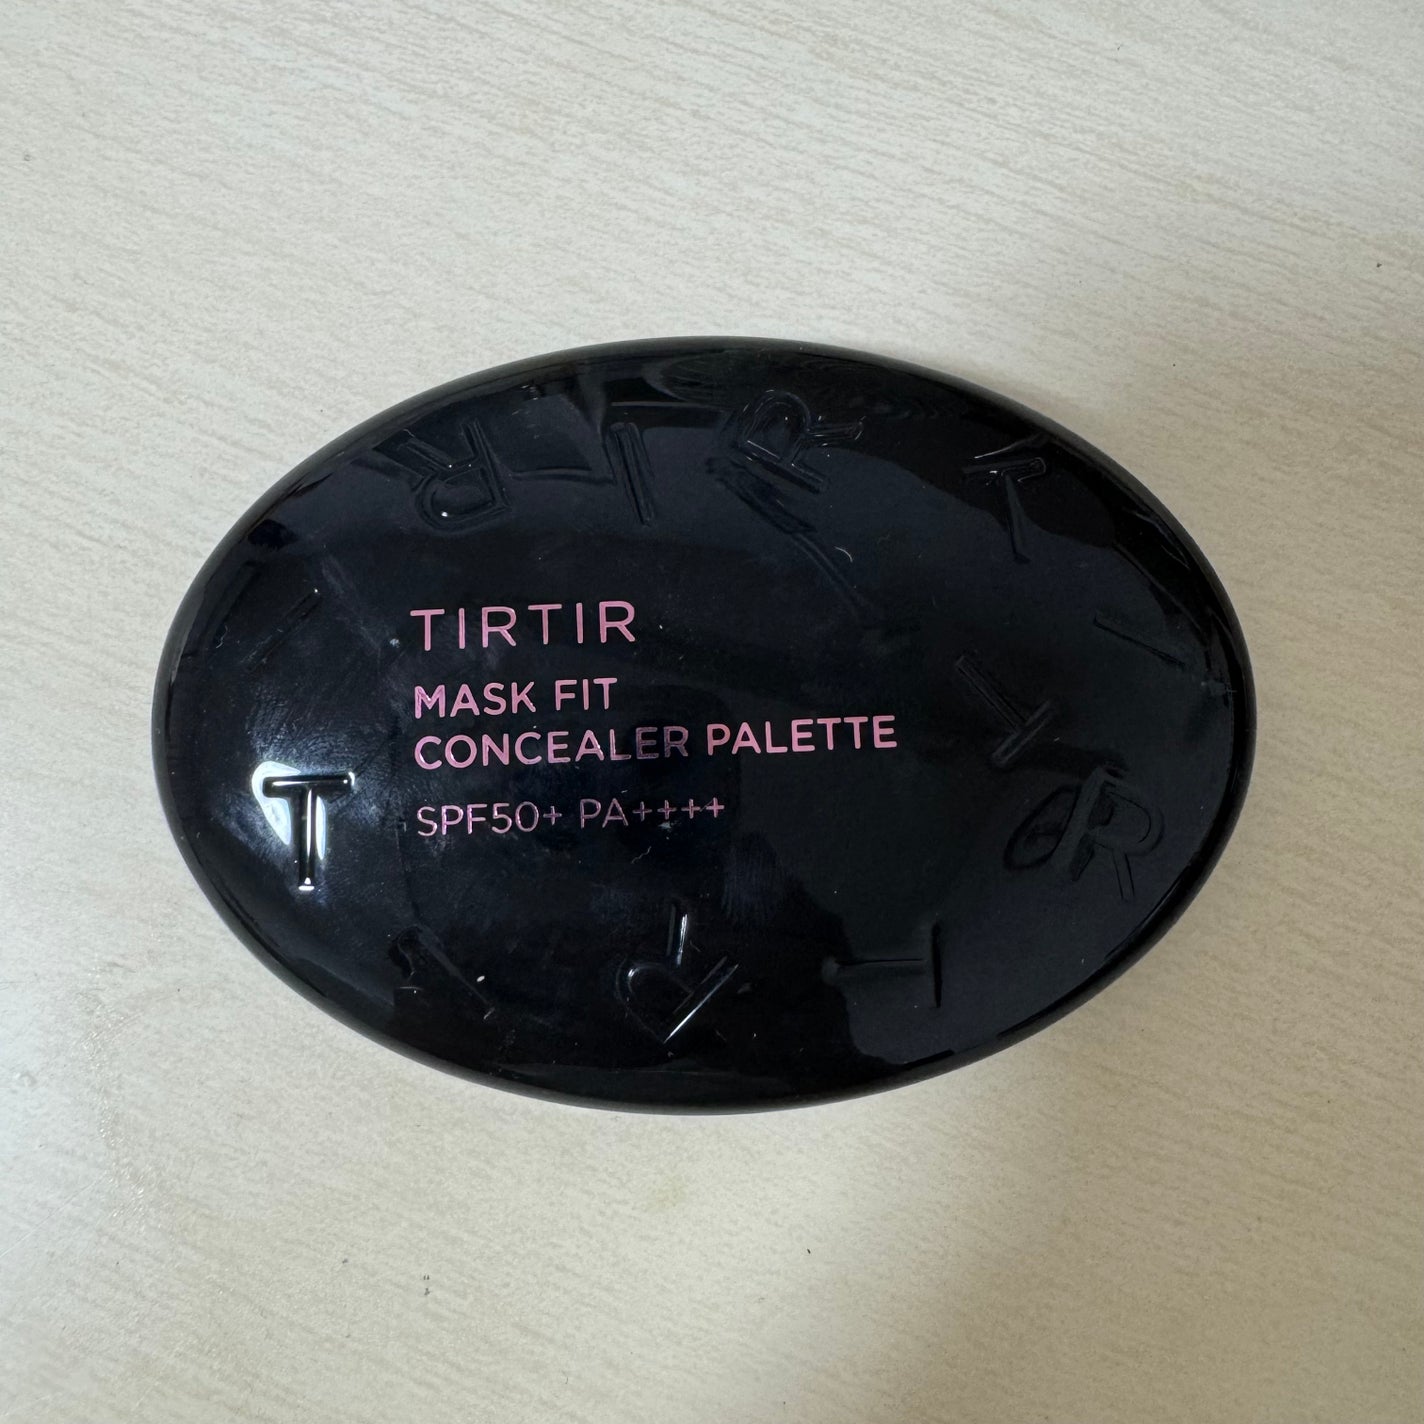 TIRTIR
MASK FIT
CONCEALER PALETTE
SPF50+ PA++++